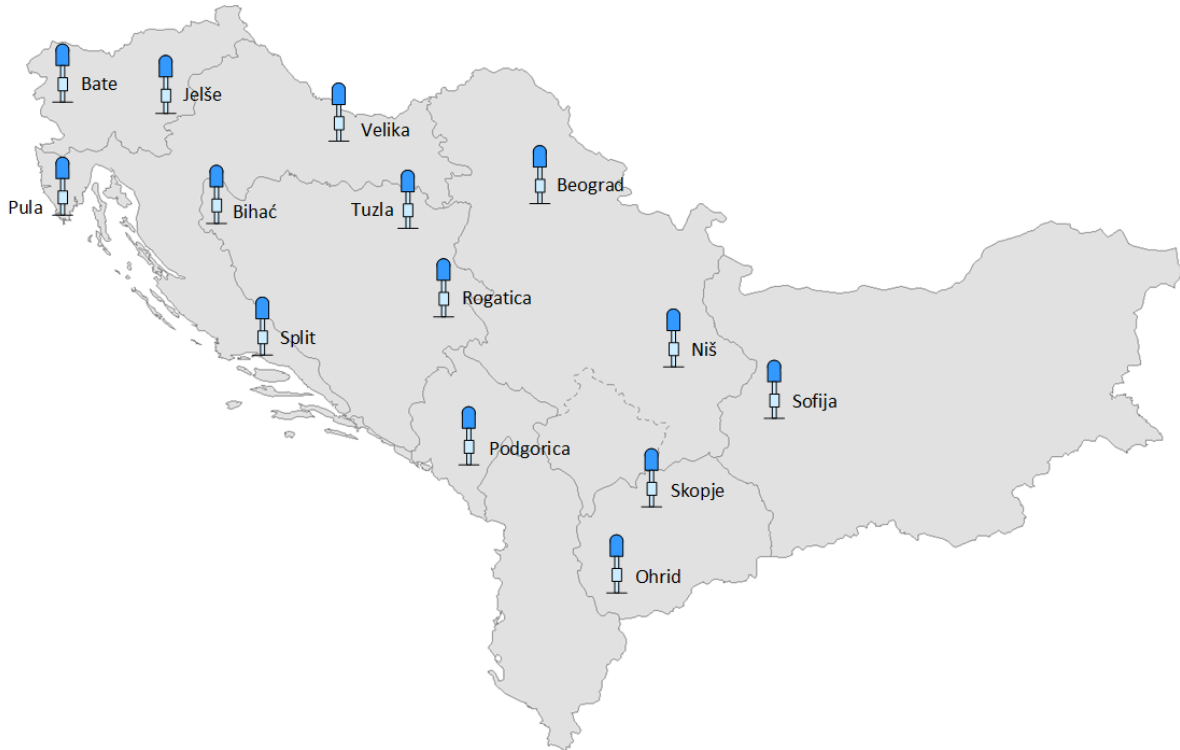 Bate
Jelše
Velika
Pula
Bihać
Tuzla
Beograd
Rogatica
Split
Niš
Sofija
Podgorica
Skopje
Ohrid